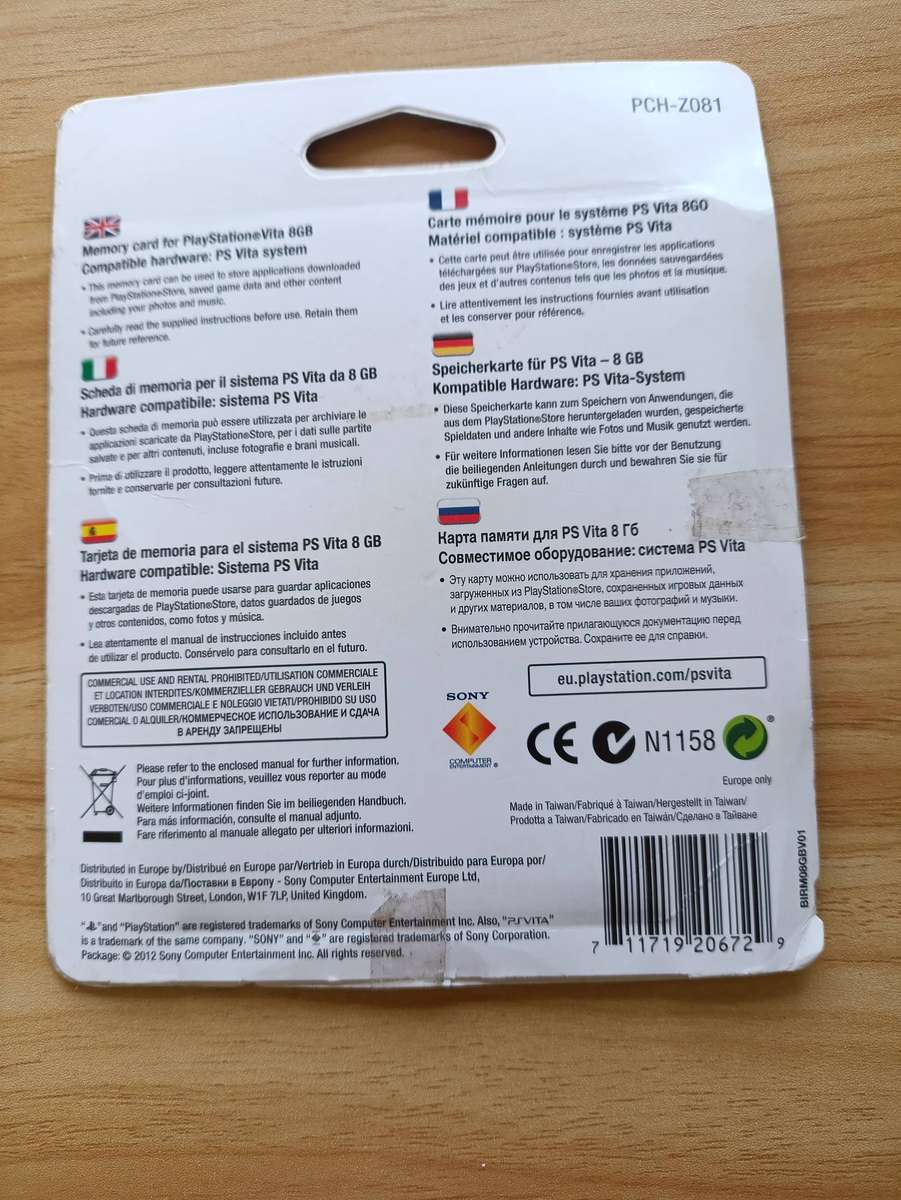 PCH-Z081
Memory card for PlayStation®Vita 8GB
Compatible hardware: PS Vita system
• This memory card can be used to store applications downloaded
from PlayStation®Store, saved game data and other content
including your photos and music.
• Carefully read the supplied instructions before use. Retain them
for future reference.
Scheda di memoria per il sistema PS Vita da 8 GB
Hardware compatibile: sistema PS Vita
• Questa scheda di memoria può essere utilizzata per archiviare le
applicazioni scaricate da PlayStation®Store, per i dati sulle partite
salvate e per altri contenuti, incluse fotografie e brani musicali.
• Prima di utilizzare il prodotto, leggere attentamente le istruzioni
fornite e conservarle per consultazioni future.
Tarjeta de memoria para el sistema PS Vita 8 GB
Hardware compatible: Sistema PS Vita
• Esta tarjeta de memoria puede usarse para guardar aplicaciones
descargadas de PlayStation®Store, datos guardados de juegos
y otros contenidos, como fotos y música.
• Lea atentamente el manual de instrucciones incluido antes
de utilizar el producto. Consérvelo para consultarlo en el futuro.
COMMERCIAL USE AND RENTAL PROHIBITED/UTILISATION COMMERCIALE
ET LOCATION INTERDITES/KOMMERZIELLER GEBRAUCH UND VERLEIH
VERBOTEN/USO COMMERCIALE E NOLEGGIO VIETATI/PROHIBIDO SU USO
COMERCIAL O ALQUILER/КОММЕРЧЕСКОЕ ИСПОЛЬЗОВАНИЕ И СДАЧА
В АРЕНДУ ЗАПРЕЩЕНЫ
Please refer to the enclosed manual for further information.
Pour plus d'informations, veuillez vous reporter au mode
d'emploi ci-joint.
Weitere Informationen finden Sie im beiliegenden Handbuch.
Para más información, consulte el manual adjunto.
Fare riferimento al manuale allegato per ulteriori informazioni.
Carte mémoire pour le système PS Vita 8GO
Matériel compatible : système PS Vita
• Cette carte peut être utilisée pour enregistrer les applications
téléchargées sur PlayStation®Store, les données sauvegardées
des jeux et d'autres contenus tels que les photos et la musique.
• Lire attentivement les instructions fournies avant utilisation
et les conserver pour référence.
Speicherkarte für PS Vita – 8 GB
Kompatible Hardware: PS Vita-System
• Diese Speicherkarte kann zum Speichern von Anwendungen, die
aus dem PlayStation®Store heruntergeladen wurden, gespeicherte
Spieldaten und andere Inhalte wie Fotos und Musik genutzt werden.
• Für weitere Informationen lesen Sie bitte vor der Benutzung
die beiliegenden Anleitungen durch und bewahren Sie sie für
zukünftige Fragen auf.
Карта памяти для PS Vita 8 Гб
Совместимое оборудование: система PS Vita
• Эту карту можно использовать для хранения приложений,
загруженных из PlayStation®Store, сохраненных игровых данных
и других материалов, в том числе ваших фотографий и музыки.
• Внимательно прочитайте прилагающуюся документацию перед
использованием устройства. Сохраните ее для справки.
eu.playstation.com/psvita
SONY
COMPUTER
ENTERTAINMENT ®
CE N1158 ®
Europe only
Made in Taiwan/Fabriqué à Taiwan/Hergestellt in Taiwan/
Prodotta a Taiwan/Fabricado en Taiwán/Сделано в Тайване
Distributed in Europe by/Distribué en Europe par/Vertrieb in Europa durch/Distribuido para Europa por/
Distribuito in Europa da/Поставки в Европу - Sony Computer Entertainment Europe Ltd,
10 Great Marlborough Street, London, W1F 7LP, United Kingdom.
" " and "PlayStation" are registered trademarks of Sony Computer Entertainment Inc. Also, "PSVITA"
is a trademark of the same company. "SONY" and " " are registered trademarks of Sony Corporation.
Package: © 2012 Sony Computer Entertainment Inc. All rights reserved.
7 11719 20672 9
BIRM08GBV01